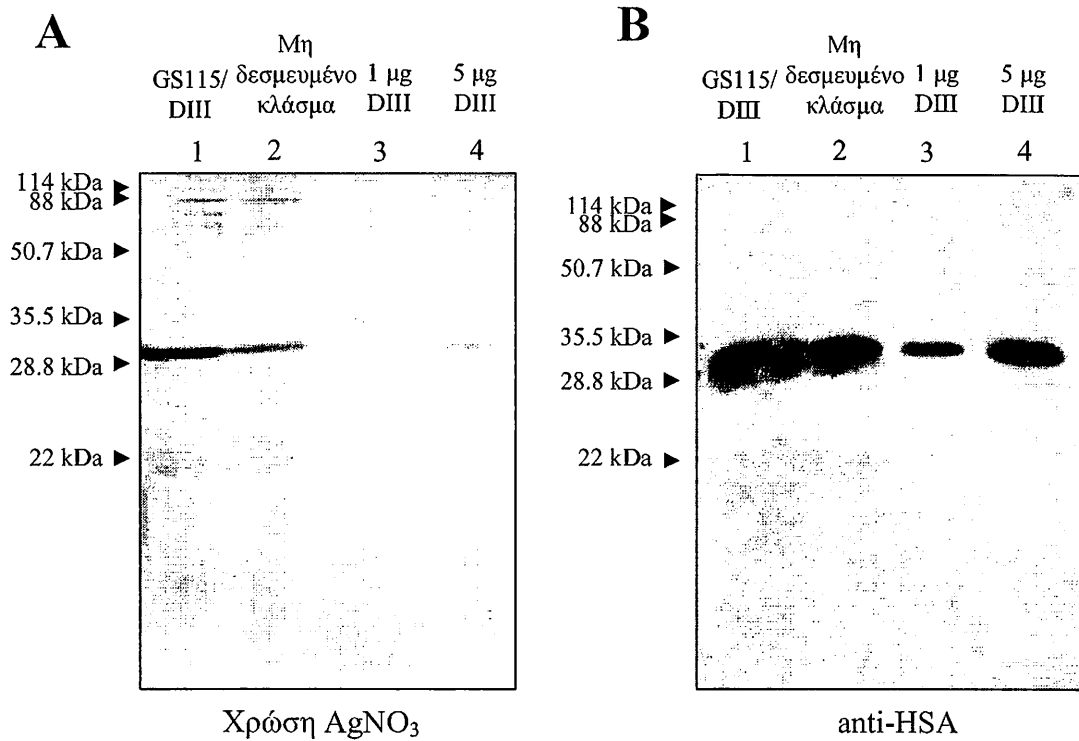 A
GS115/
DIII
Μη
δεσμευμένο
κλάσμα
1 μg
DIII
5 μg
DIII
1
2
3
4
114 kDa
88 kDa
50.7 kDa
35.5 kDa
28.8 kDa
22 kDa
Χρώση AgNO3
B
GS115/
DIII
Μη
δεσμευμένο
κλάσμα
1 μg
DIII
5 μg
DIII
1
2
3
4
114 kDa
88 kDa
50.7 kDa
35.5 kDa
28.8 kDa
22 kDa
anti-HSA